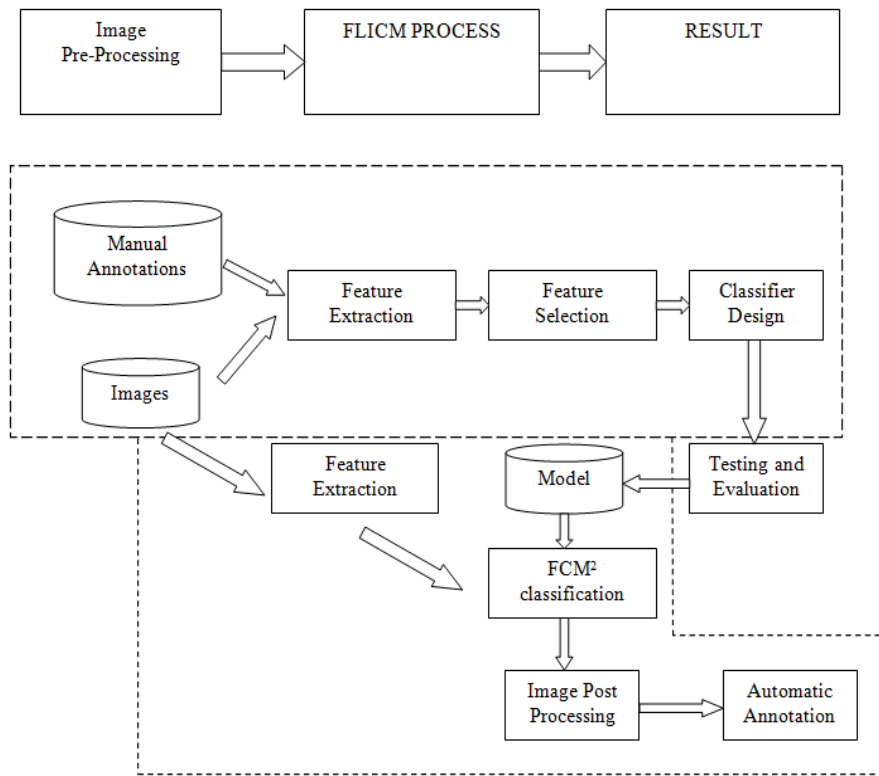 Image
Pre-Processing
FLICM PROCESS
RESULT
Manual
Annotations
Images
Feature
Extraction
Feature
Selection
Classifier
Design
Feature
Extraction
Model
Testing and
Evaluation
FCM²
classification
Image Post
Processing
Automatic
Annotation